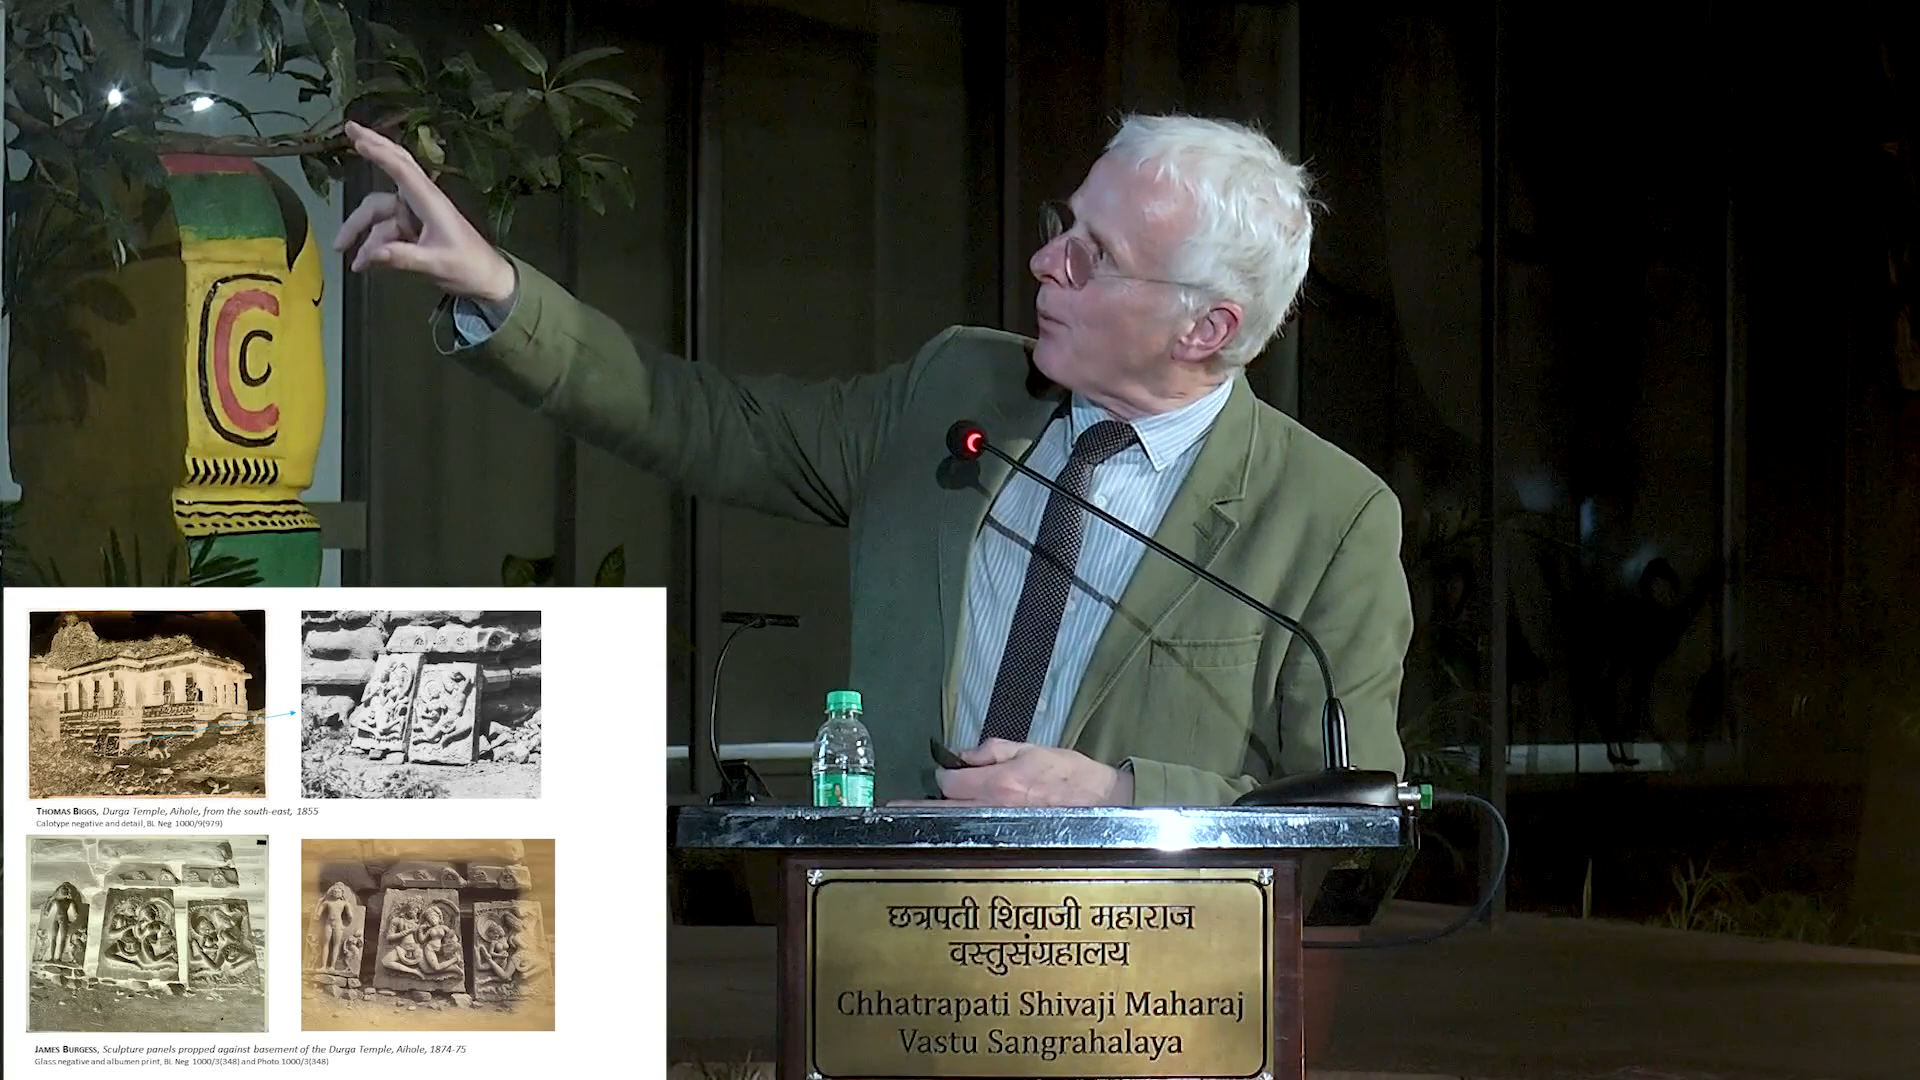 THOMAS BIGGS, Durga Temple, Aihole, from the south-east, 1855
Calotype negative and detail, BL Neg 1000/9(979)
JAMES BURGESS, Sculpture panels propped against basement of the Durga Temple, Aihole, 1874-75
Glass negative and albumen print, BL Neg 1000/3(348) and Photo 1000/3(348)
छत्रपती शिवाजी महाराज
वस्तुसंग्रहालय
Chhatrapati Shivaji Maharaj
Vastu Sangrahalaya